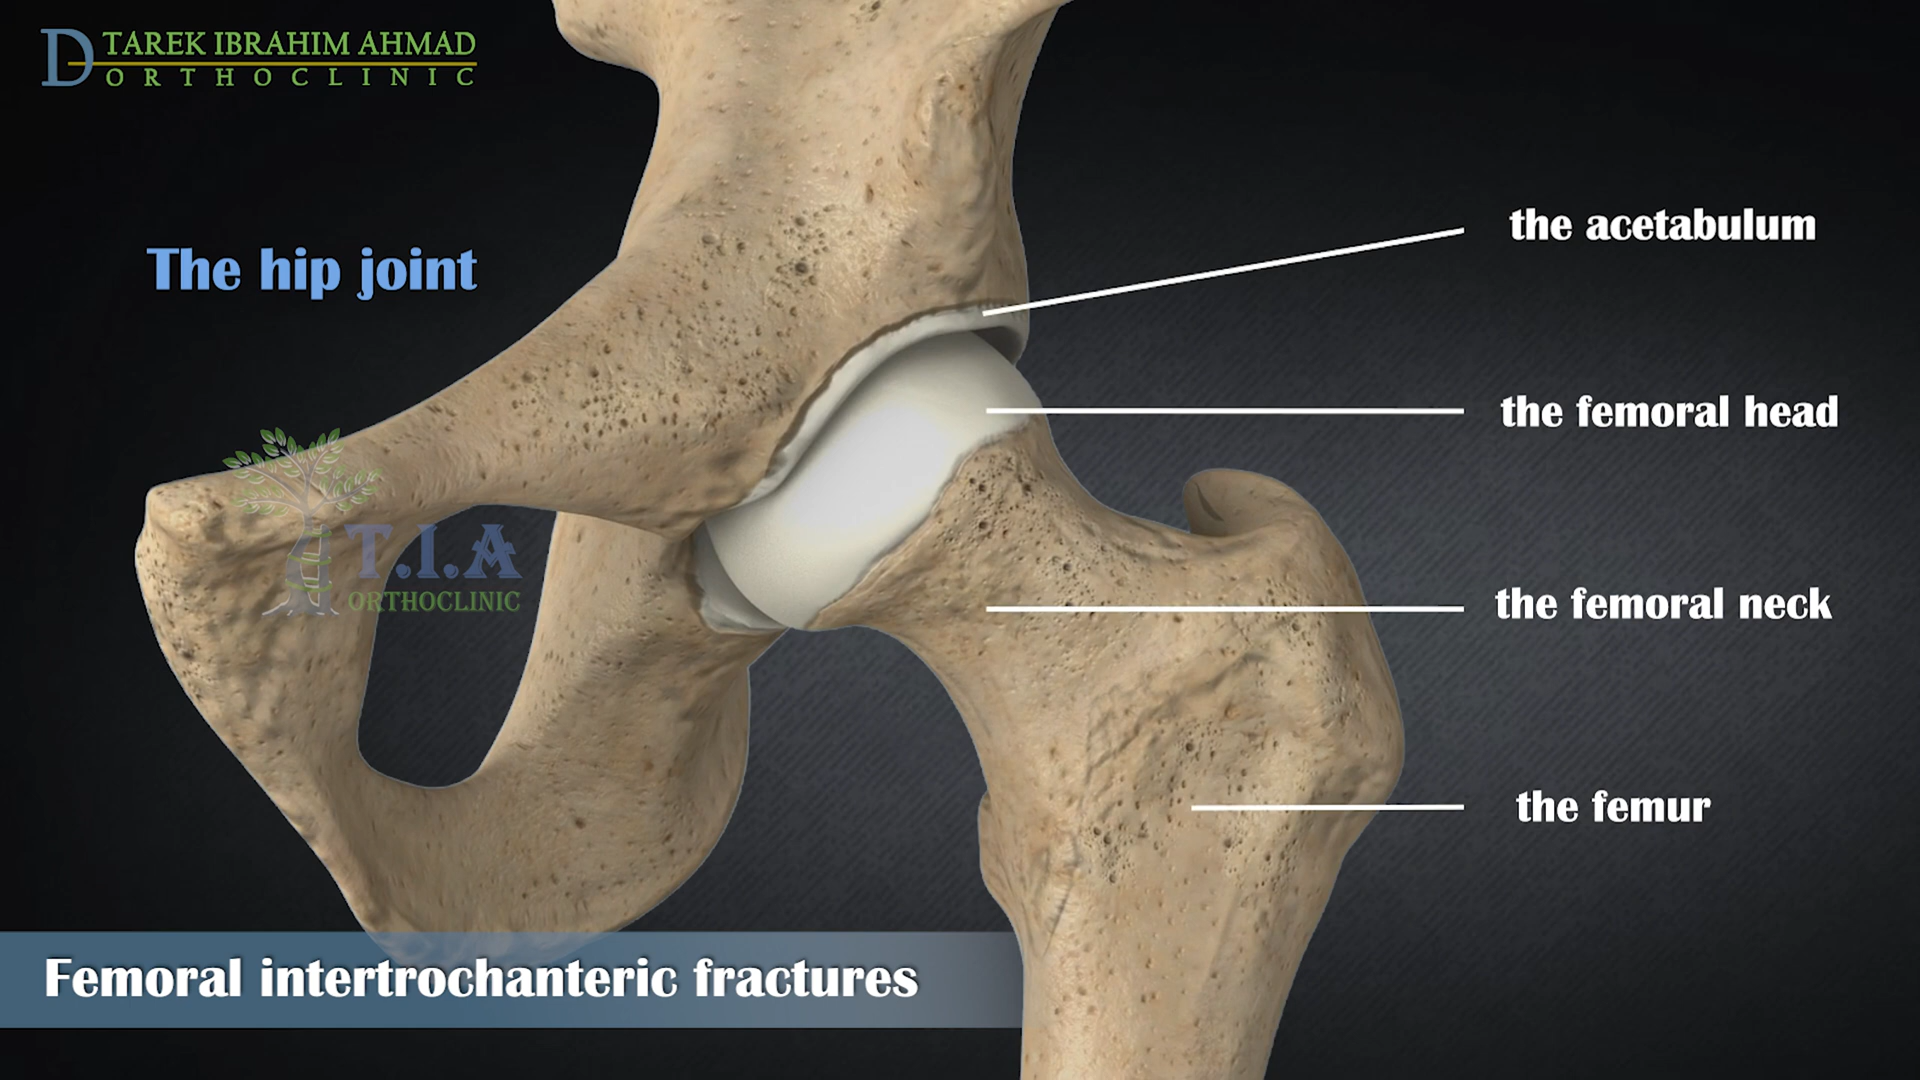 D TAREK IBRAHIM AHMAD
ORTHOCLINIC
The hip joint
the acetabulum
the femoral head
T.I.A
ORTHOCLINIC
the femoral neck
the femur
Femoral intertrochanteric fractures